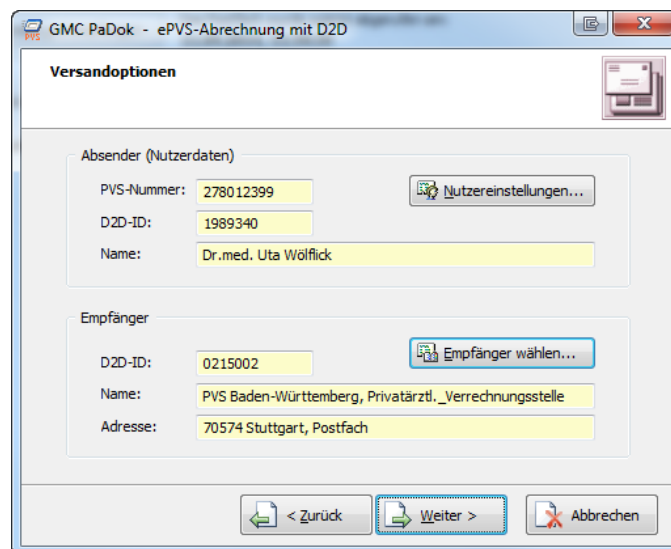 GMC PaDok - ePVS-Abrechnung mit D2D
PVS
Versandoptionen
Absender (Nutzerdaten)
PVS-Nummer: 278012399 Nutzereinstellungen...
D2D-ID: 1989340
Name: Dr.med. Uta Wölflick
Empfänger
D2D-ID: 0215002 Empfänger wählen...
Name: PVS Baden-Württemberg, Privatärztl._Verrechnungsstelle
Adresse: 70574 Stuttgart, Postfach
< Zurück Weiter > Abbrechen